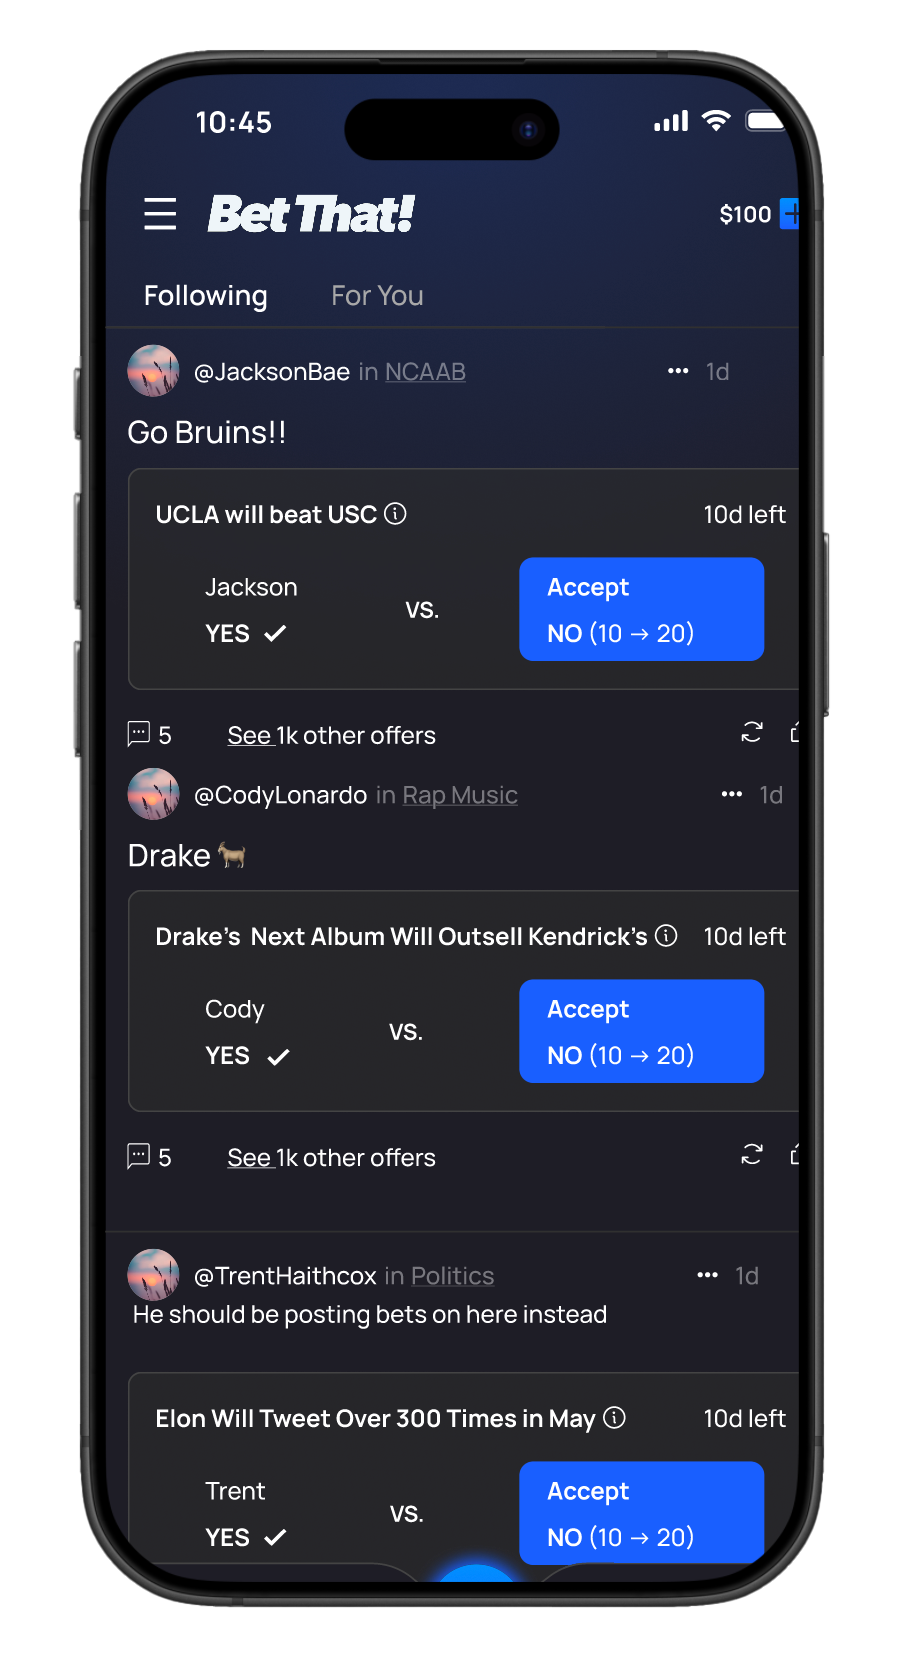 10:45
Bet That!
$100 +
Following For You
@JacksonBae in NCAAB ••• 1d
Go Bruins!!
UCLA will beat USC ⓘ 10d left
Jackson
YES ✓
VS.
Accept
NO (10 → 20)
5 See 1k other offers
@CodyLonardo in Rap Music ••• 1d
Drake 🐐
Drake’s Next Album Will Outsell Kendrick’s ⓘ 10d left
Cody
YES ✓
VS.
Accept
NO (10 → 20)
5 See 1k other offers
@TrentHaithcox in Politics ••• 1d
He should be posting bets on here instead
Elon Will Tweet Over 300 Times in May ⓘ 10d left
Trent
YES ✓
VS.
Accept
NO (10 → 20)